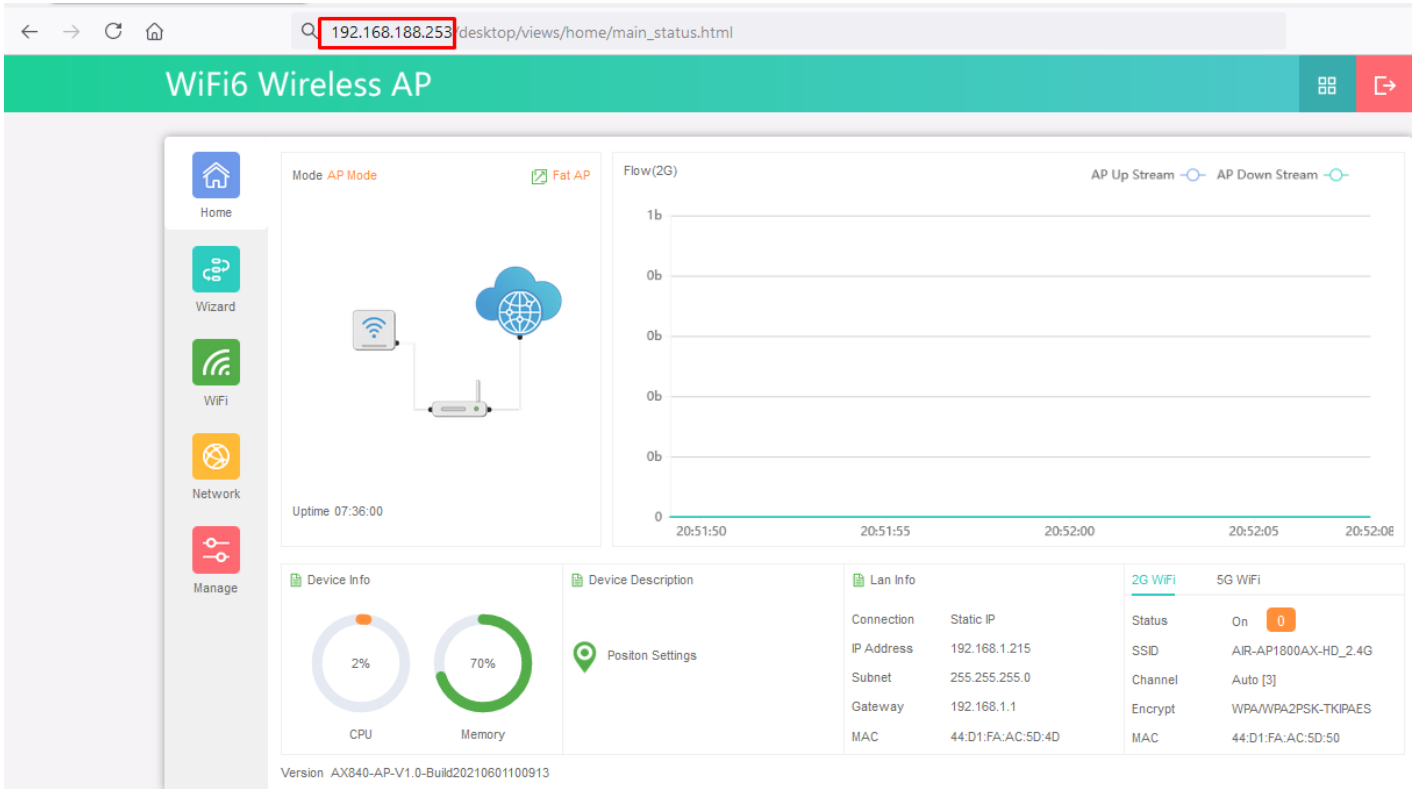 192.168.188.253/desktop/views/home/main_status.html
WiFi6 Wireless AP
Home
Wizard
WiFi
Network
Manage
Mode AP Mode
Fat AP
Uptime 07:36:00
Flow(2G)
AP Up Stream
AP Down Stream
1b
0b
0b
0b
0b
0
20:51:50
20:51:55
20:52:00
20:52:05
20:52:08
Device Info
2%
70%
CPU
Memory
Device Description
Positon Settings
Lan Info
Connection Static IP
IP Address 192.168.1.215
Subnet 255.255.255.0
Gateway 192.168.1.1
MAC 44:D1:FA:AC:5D:4D
2G WiFi 5G WiFi
Status On 0
SSID AIR-AP1800AX-HD_2.4G
Channel Auto [3]
Encrypt WPA/WPA2PSK-TKIPAES
MAC 44:D1:FA:AC:5D:50
Version AX840-AP-V1.0-Build20210601100913